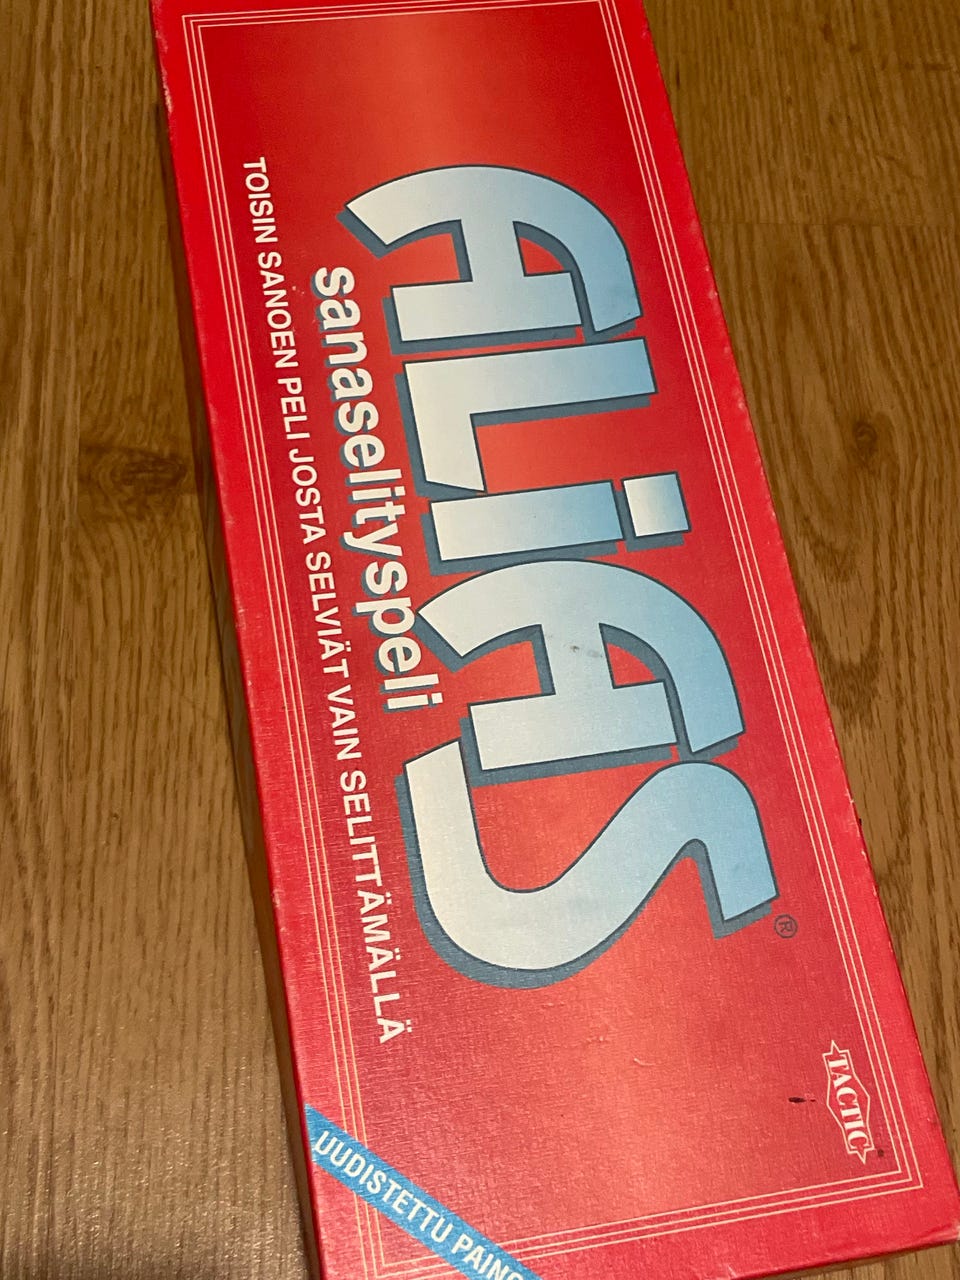 TACTIC
ALiAS®
sanaselityspeli
TOISIN SANOEN PELI JOSTA SELVIÄT VAIN SELITTÄMÄLLÄ
UUDISTETTU